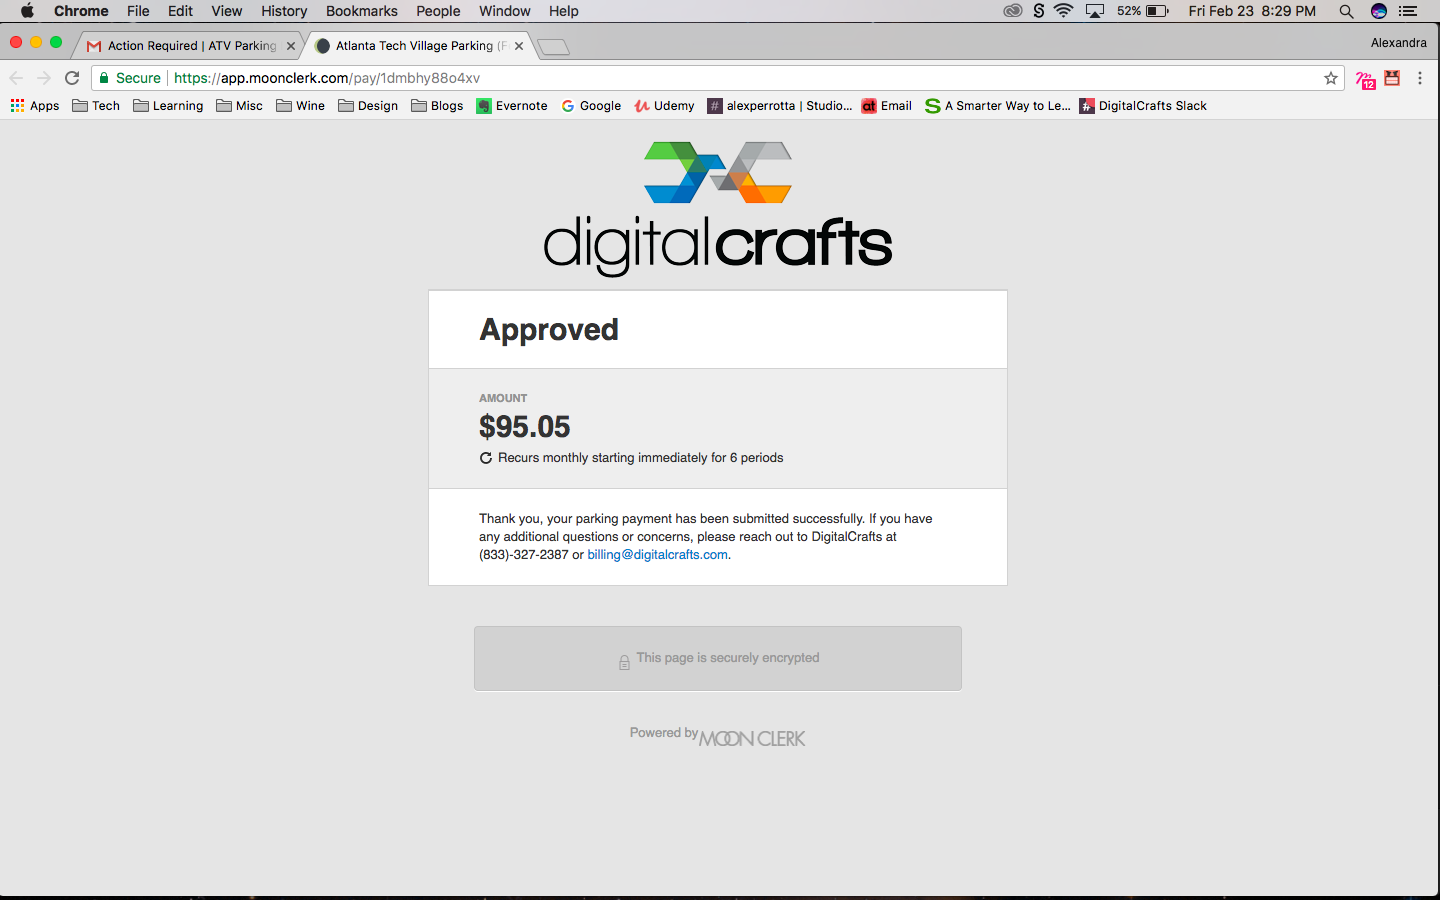 Chrome File Edit View History Bookmarks People Window Help 52% Fri Feb 23 8:29 PM
Action Required | ATV Parking Atlanta Tech Village Parking (F Alexandra
Secure https://app.moonclerk.com/pay/1dmbhy88o4xv 12
Apps Tech Learning Misc Wine Design Blogs Evernote Google Udemy # alexperrotta | Studio... at Email S A Smarter Way to Le... DigitalCrafts Slack
digitalcrafts
Approved
AMOUNT
$95.05
Recurs monthly starting immediately for 6 periods
Thank you, your parking payment has been submitted successfully. If you have
any additional questions or concerns, please reach out to DigitalCrafts at
(833)-327-2387 or billing@digitalcrafts.com.
This page is securely encrypted
Powered by MOON CLERK